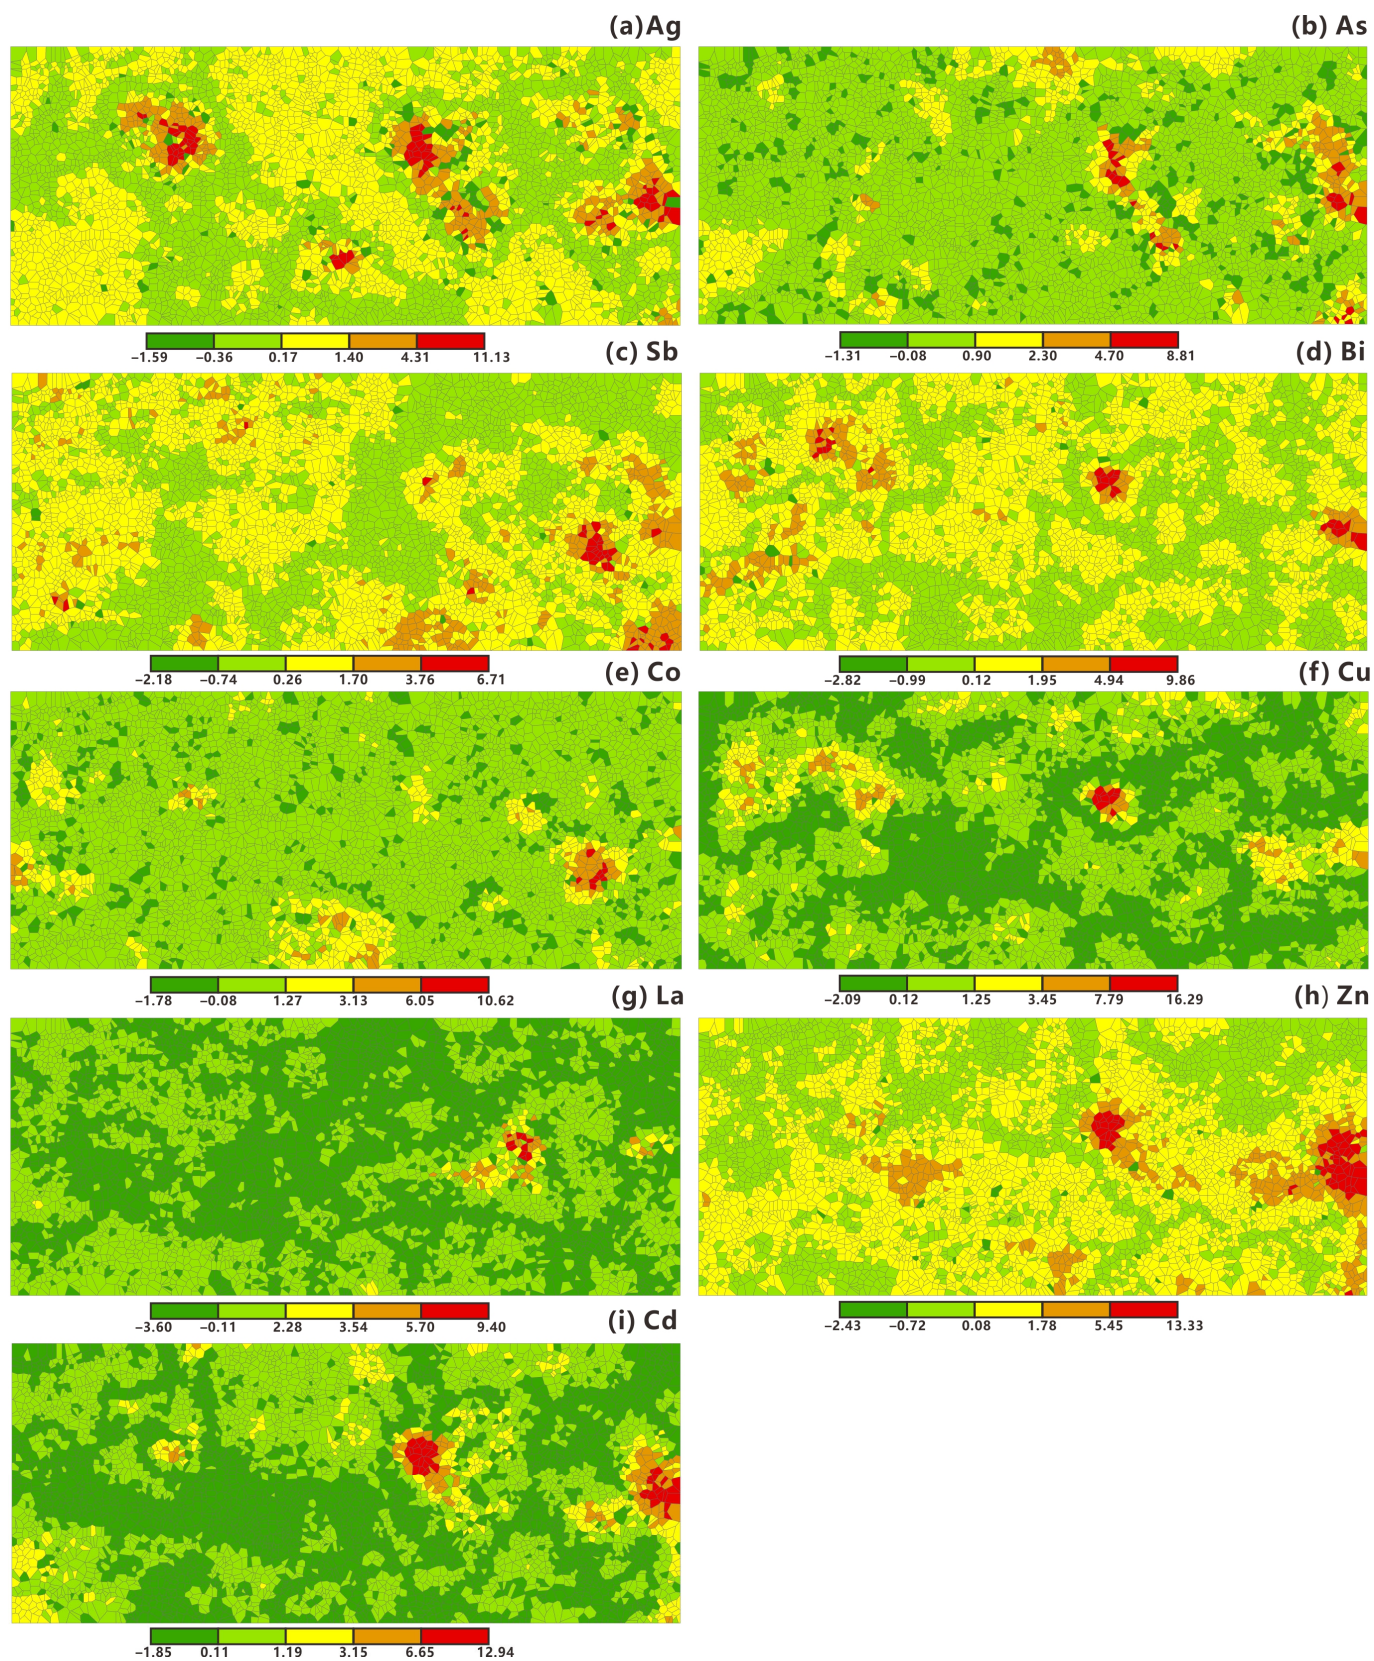 (a)Ag
(b) As
−1.59 −0.36 0.17 1.40 4.31 11.13
−1.31 −0.08 0.90 2.30 4.70 8.81
(c) Sb
(d) Bi
−2.18 −0.74 0.26 1.70 3.76 6.71
−2.82 −0.99 0.12 1.95 4.94 9.86
(e) Co
(f) Cu
−1.78 −0.08 1.27 3.13 6.05 10.62
−2.09 0.12 1.25 3.45 7.79 16.29
(g) La
(h) Zn
−3.60 −0.11 2.28 3.54 5.70 9.40
−2.43 −0.72 0.08 1.78 5.45 13.33
(i) Cd
−1.85 0.11 1.19 3.15 6.65 12.94